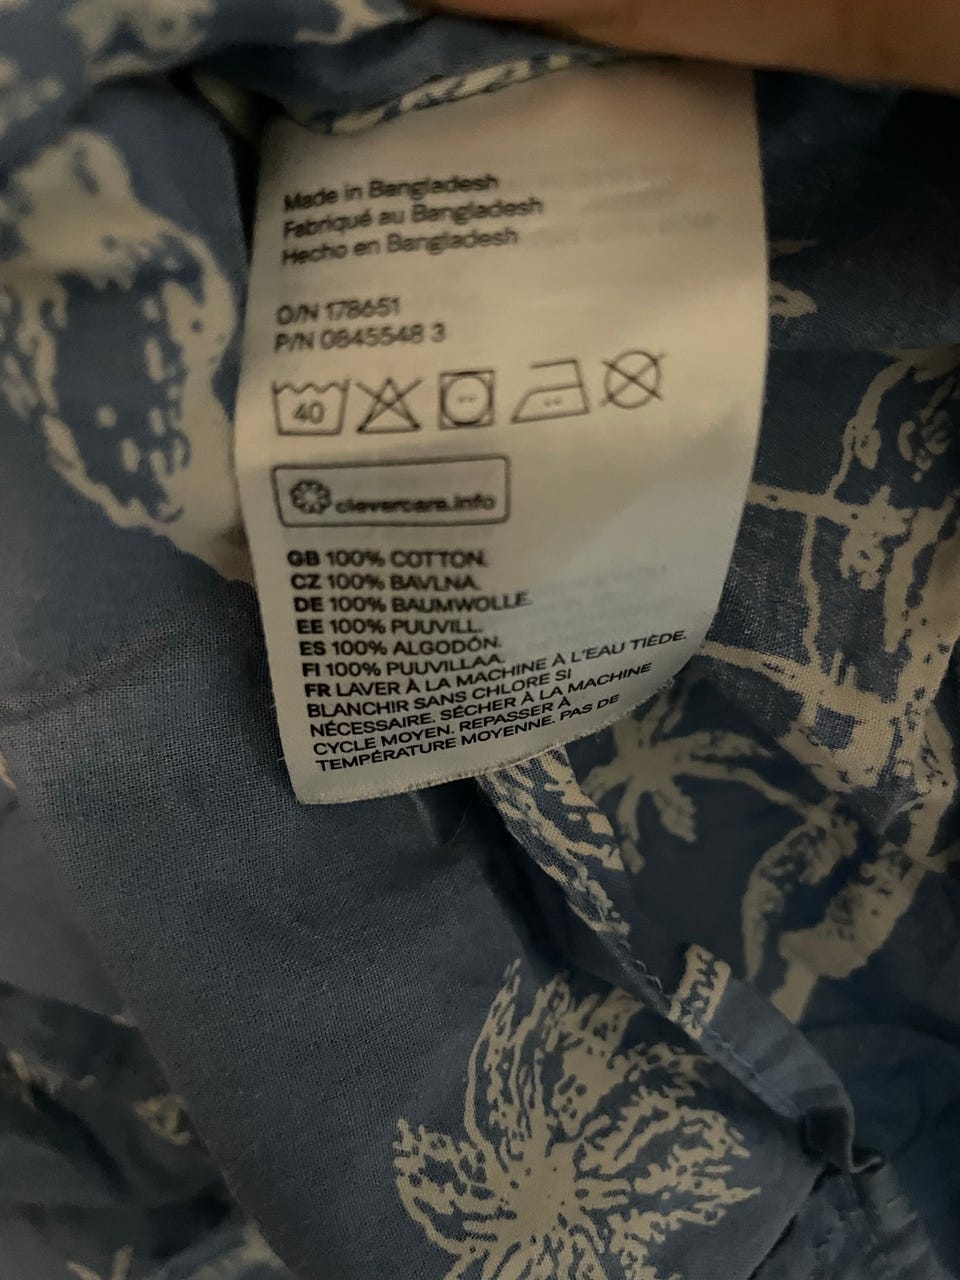 Made in Bangladesh
Fabriqué au Bangladesh
Hecho en Bangladesh
O/N 178651
P/N 0845548 3
40
clevercare.info
GB 100% COTTON.
CZ 100% BAVLNA.
DE 100% BAUMWOLLE.
EE 100% PUUVILL.
ES 100% ALGODÓN.
FI 100% PUUVILLAA.
FR LAVER À LA MACHINE À L'EAU TIÈDE.
BLANCHIR SANS CHLORE SI
NÉCESSAIRE. SÉCHER À LA MACHINE
CYCLE MOYEN. REPASSER À
TEMPÉRATURE MOYENNE. PAS DE